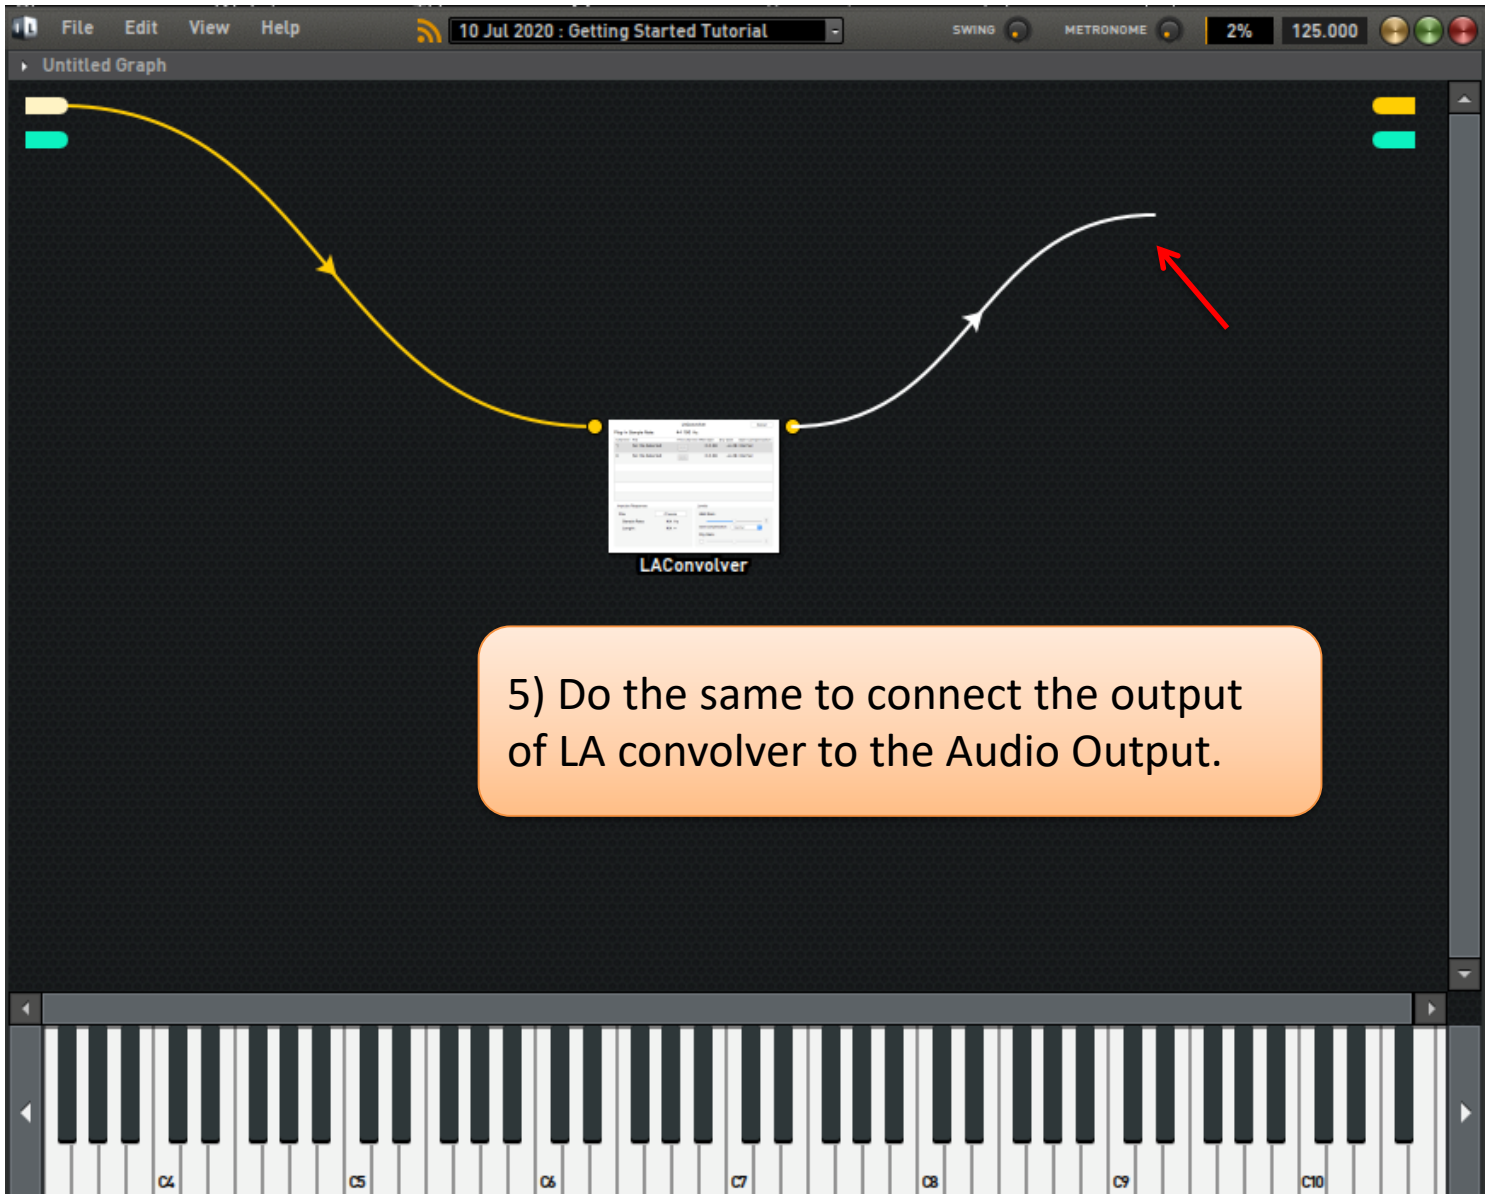 File Edit View Help
10 Jul 2020 : Getting Started Tutorial
SWING
METRONOME
2%
125.000
Untitled Graph
LAConvolver
5) Do the same to connect the output
of LA convolver to the Audio Output.
C4 C5 C6 C7 C8 C9 C10